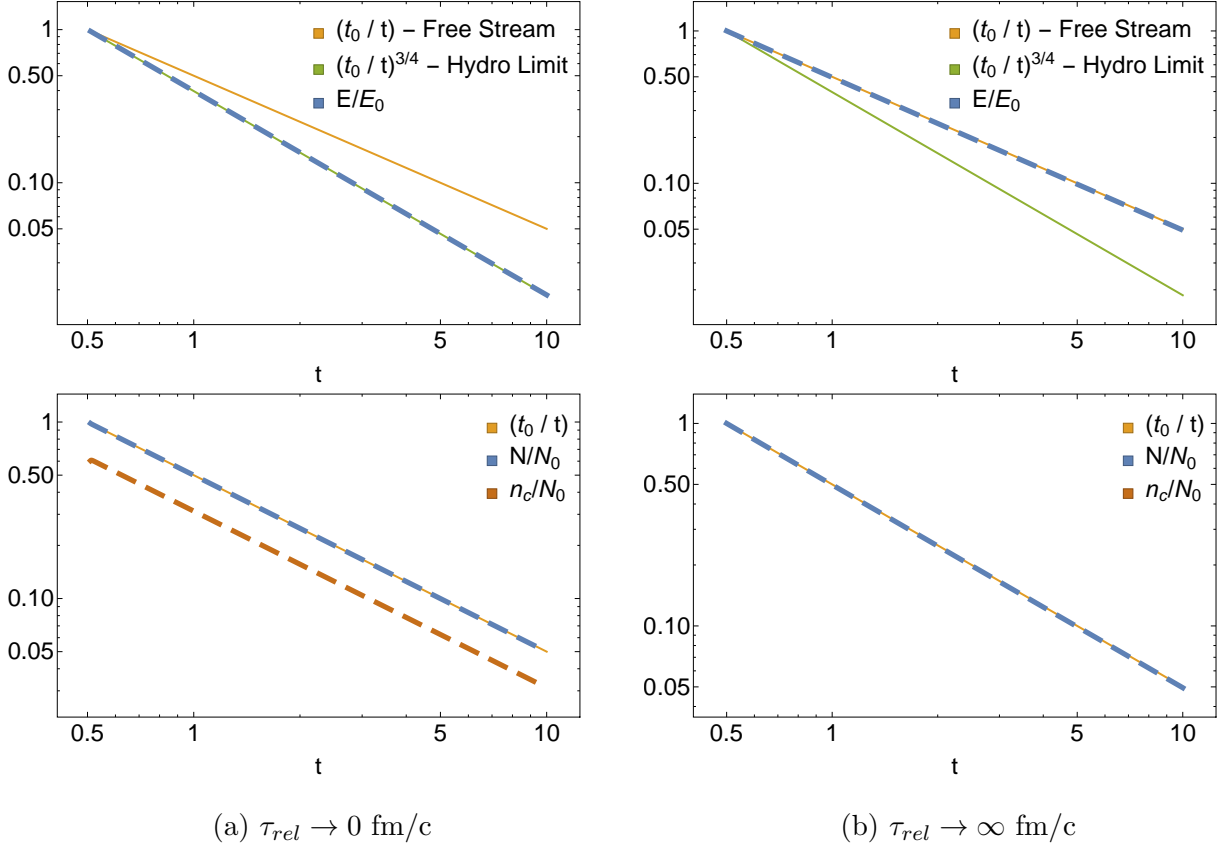 1
0.50
0.10
0.05
(t₀ / t) – Free Stream
(t₀ / t)³/⁴ – Hydro Limit
E/E₀
0.5
1
5
10
t
1
0.50
0.10
0.05
(t₀ / t) – Free Stream
(t₀ / t)³/⁴ – Hydro Limit
E/E₀
0.5
1
5
10
t
1
0.50
0.10
0.05
(t₀ / t)
N/N₀
n_c/N₀
0.5
1
5
10
t
1
0.50
0.10
0.05
(t₀ / t)
N/N₀
n_c/N₀
0.5
1
5
10
t
(a) τ_rel → 0 fm/c
(b) τ_rel → ∞ fm/c